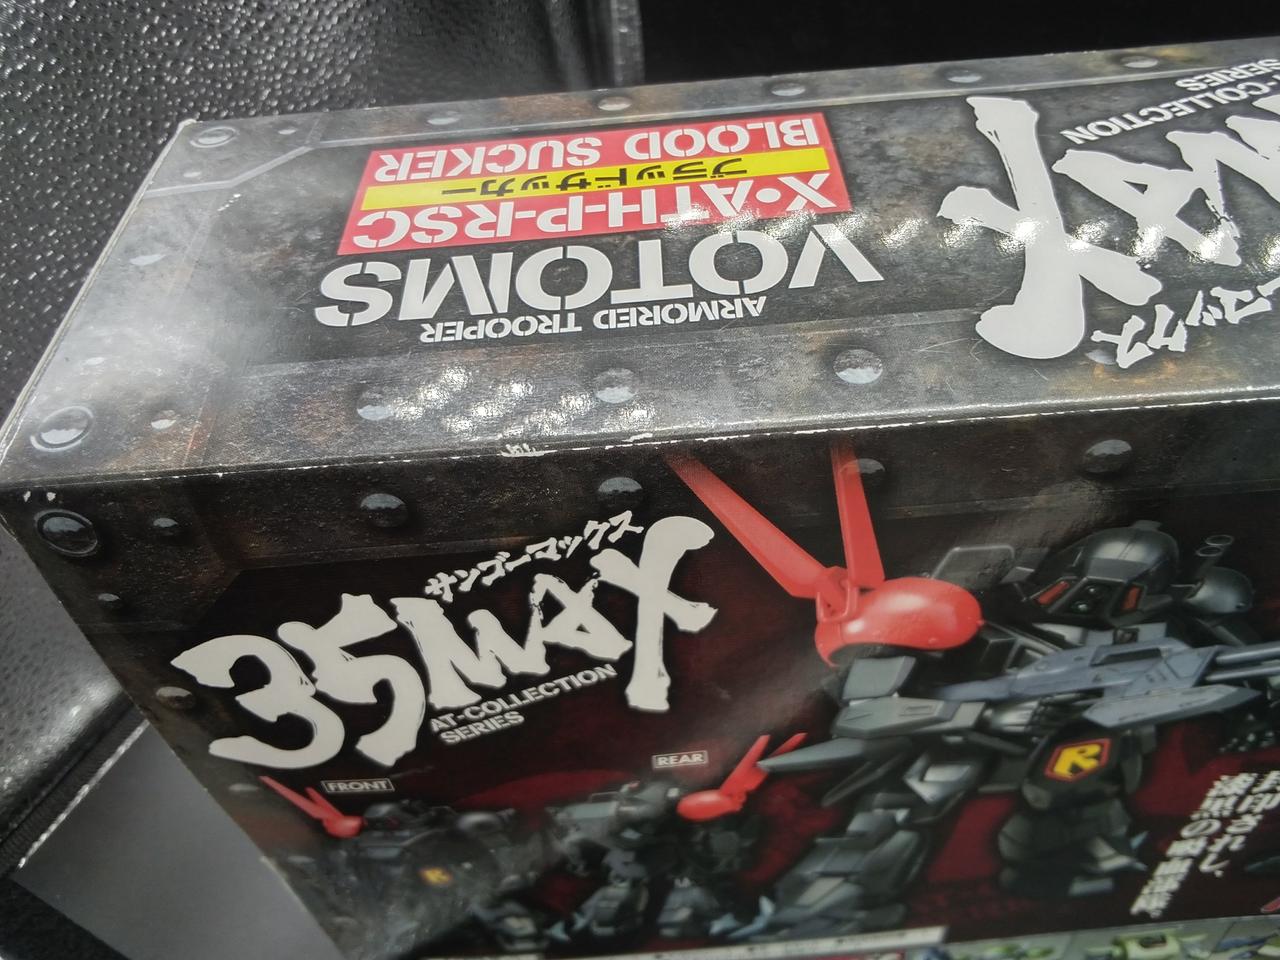 ARMORED TROOPER
VOTOMS
X・ATH-P-RSC
ブラッドサッカー
BLOOD SUCKER
SERIES
サンゴーマックス
35MAX
AT-COLLECTION
SERIES
FRONT
REAR
R